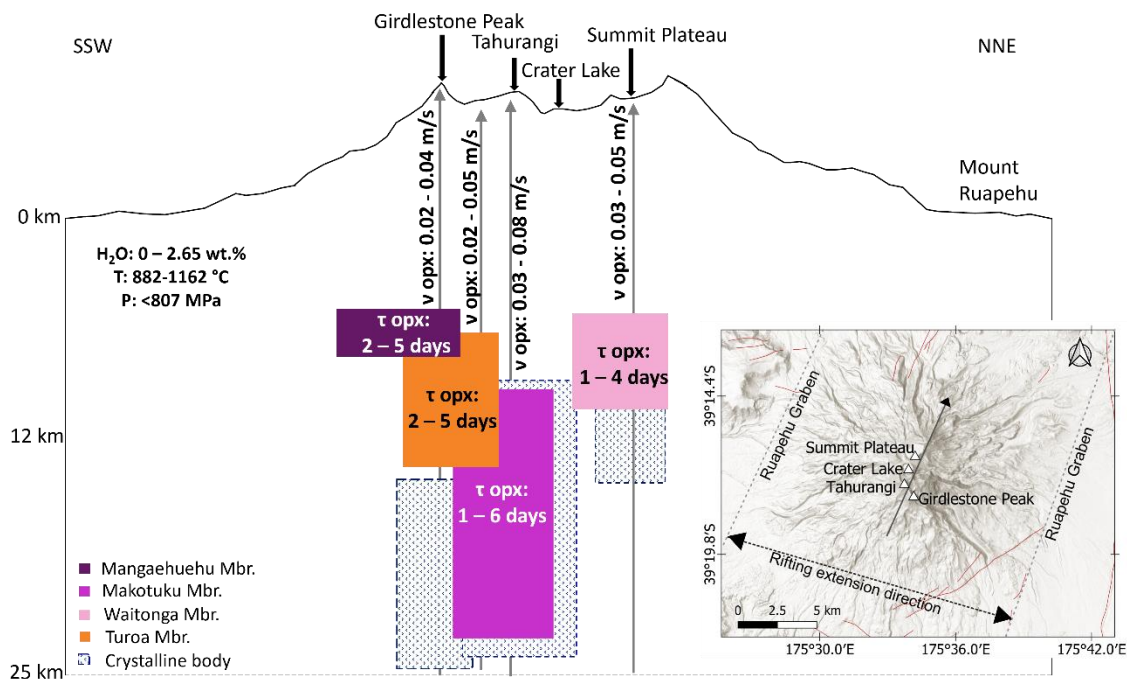 Girdlestone Peak
SSW
Tahurangi
Summit Plateau
NNE
Crater Lake
Mount
Ruapehu
0 km
12 km
25 km
H₂O: 0 – 2.65 wt.%
T: 882-1162 °C
P: <807 MPa
ν opx: 0.02 - 0.04 m/s
ν opx: 0.02 - 0.05 m/s
ν opx: 0.03 - 0.08 m/s
ν opx: 0.03 - 0.05 m/s
τ opx:
2 – 5 days
τ opx:
2 – 5 days
τ opx:
1 – 6 days
τ opx:
1 – 4 days
Mangaehuehu Mbr.
Makotuku Mbr.
Waitonga Mbr.
Turoa Mbr.
Crystalline body
Ruapehu Graben
Ruapehu Graben
Summit Plateau
Crater Lake
Tahurangi
Girdlestone Peak
Rifting extension direction
0 2.5 5 km
39°14.4'S
39°19.8'S
175°30.0'E 175°36.0'E 175°42.0'E